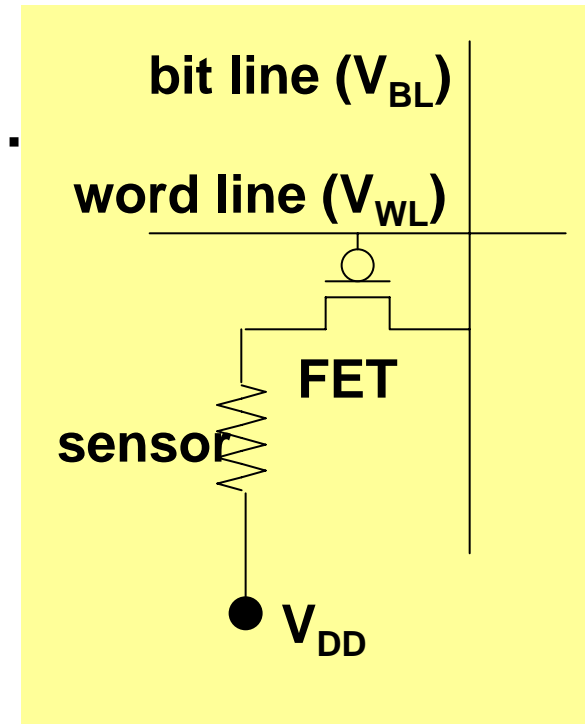 bit line (VBL)
word line (VWL)
FET
sensor
VDD